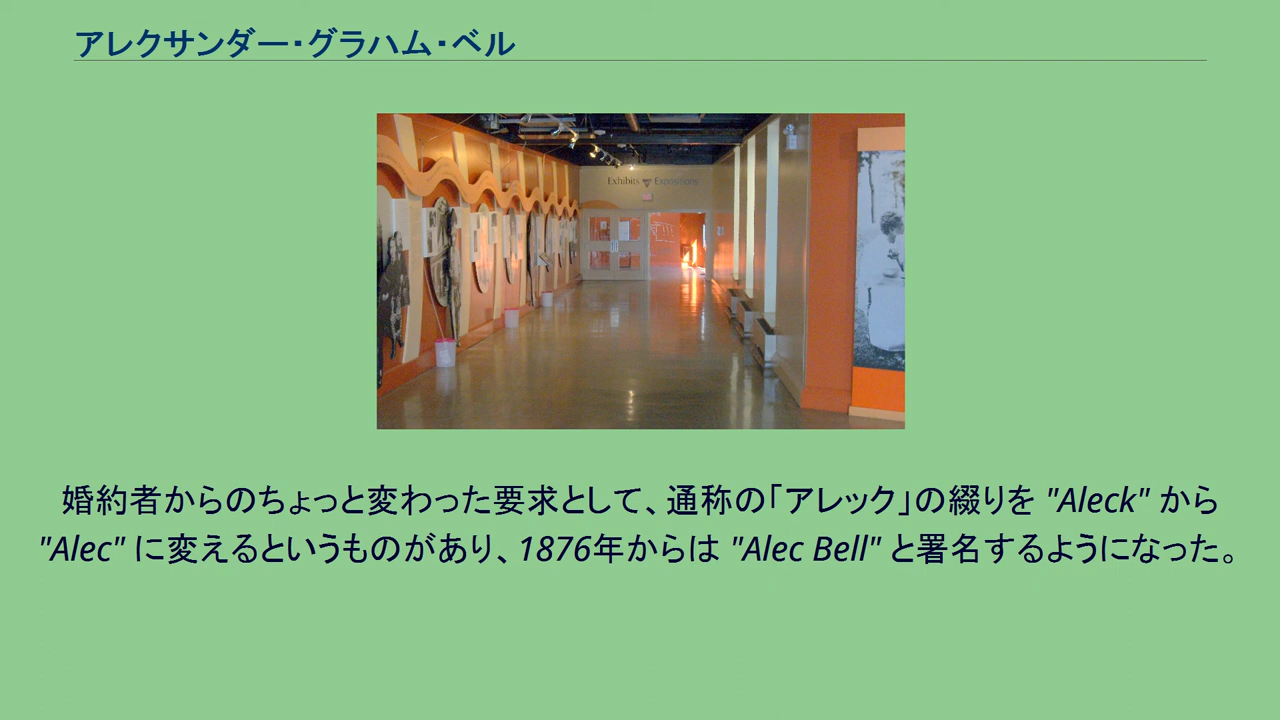 アレクサンダー・グラハム・ベル
Exhibits Expositions
婚約者からのちょっと変わった要求として、通称の「アレック」の綴りを "Aleck" から
"Alec" に変えるというものがあり、1876年からは "Alec Bell" と署名するようになった。